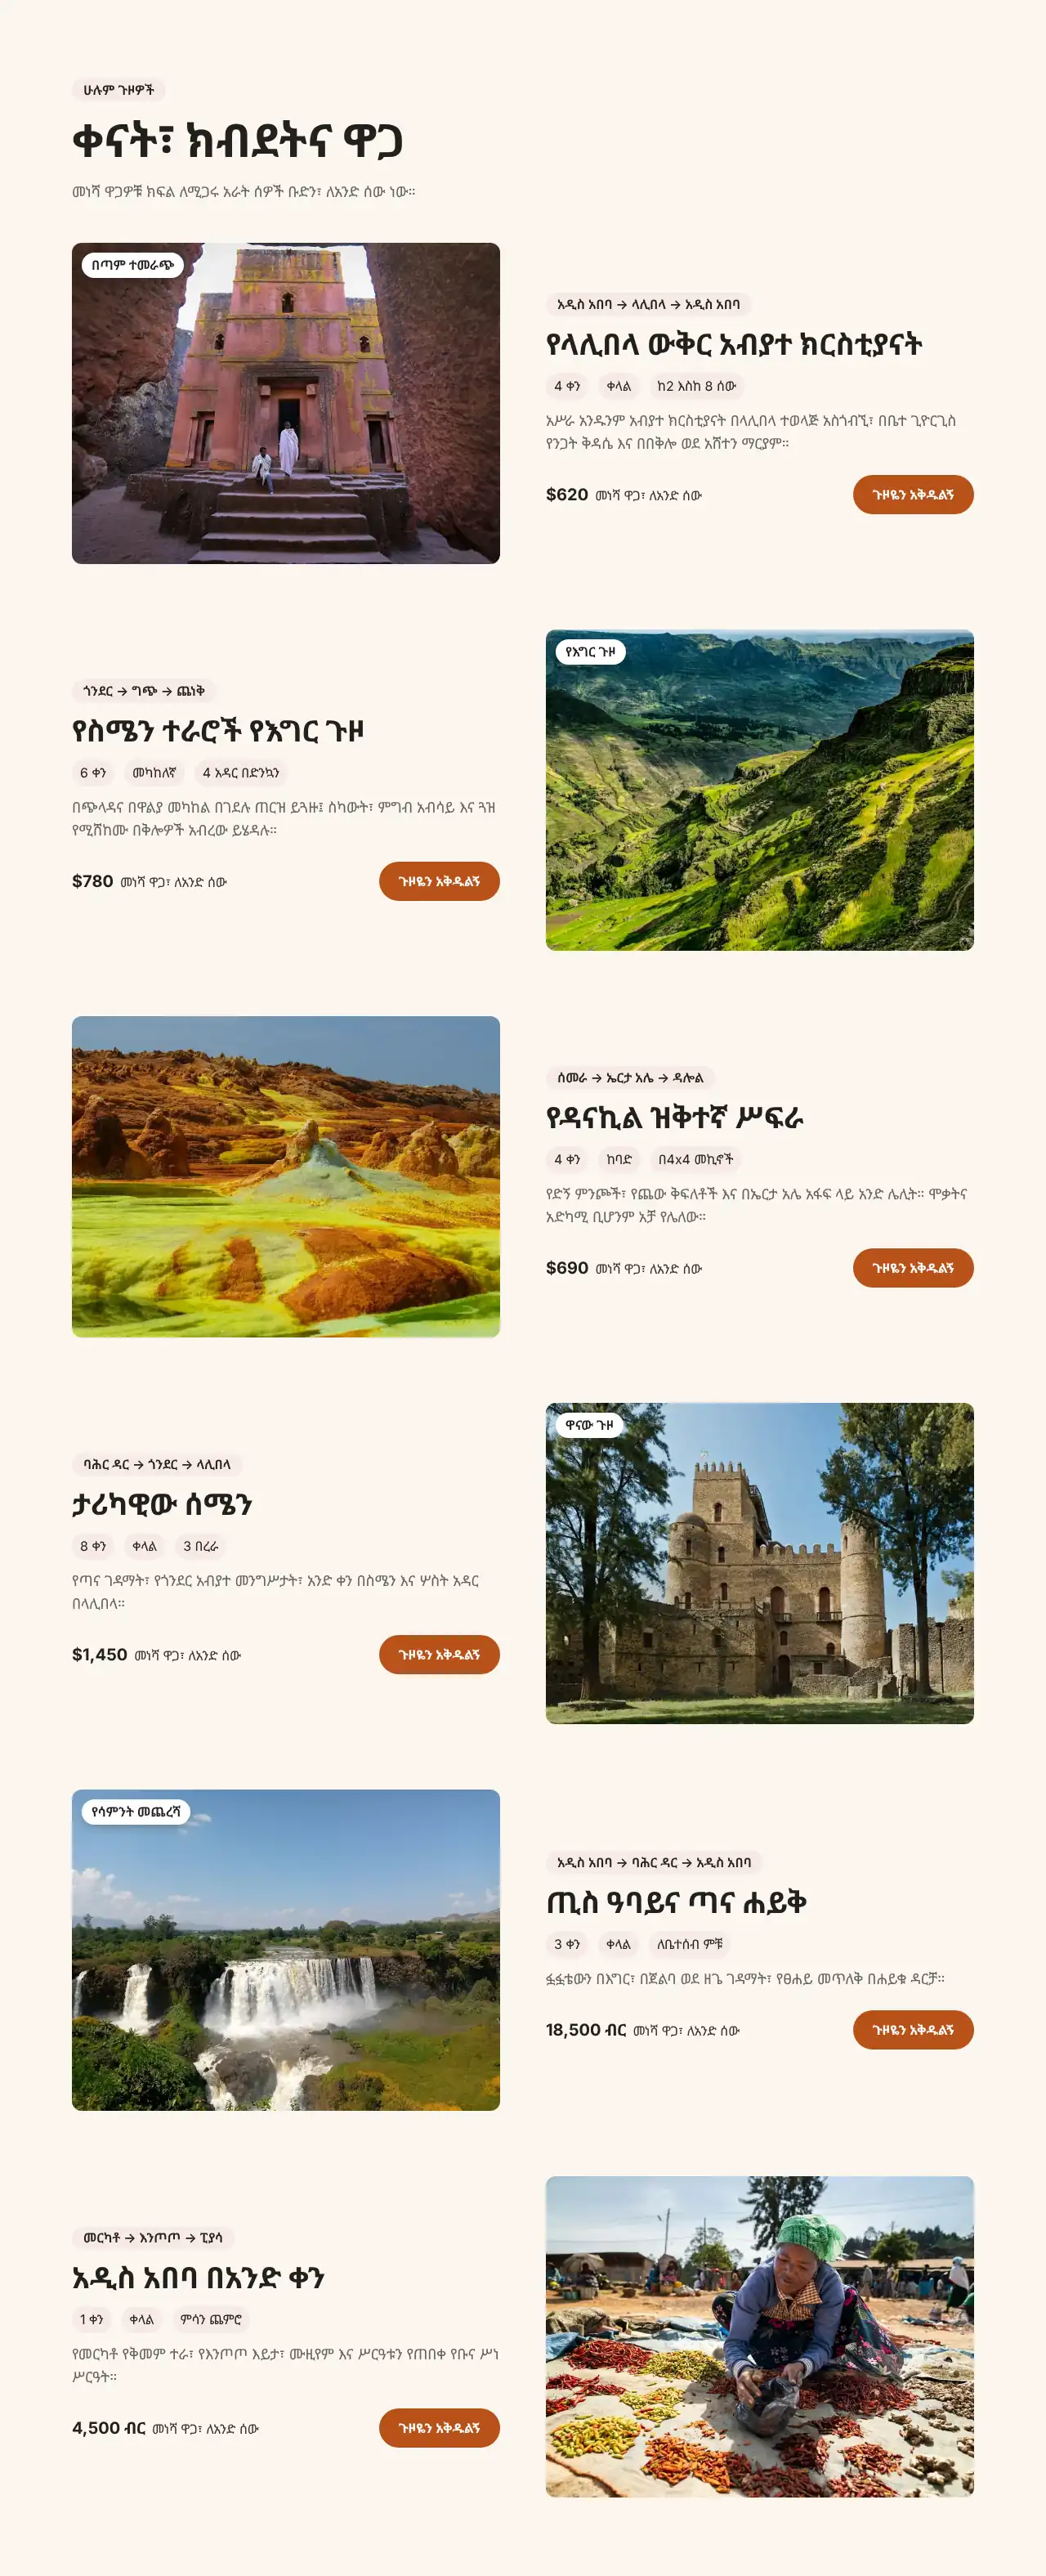 ሁሉም ጉዞዎች
ቀናት፣ ክብደትና ዋጋ
መነሻ ዋጋዎቹ ክፍል ለሚጋሩ አራት ሰዎች ቡድን፣ ለአንድ ሰው ነው።
በጣም ተመራጭ
አዲስ አበባ → ላሊበላ → አዲስ አበባ
የላሊበላ ውቅር አብያተ ክርስቲያናት
4 ቀን
ቀላል
ከ2 እስከ 8 ሰው
አሥራ አንዱንም አብያተ ክርስቲያናት በላሊበላ ተወላጅ አስጎብኚ፣ በቤተ ጊዮርጊስ
የንጋት ቅዳሴ እና በበቅሎ ወደ አሸተን ማርያም።
$620 መነሻ ዋጋ፣ ለአንድ ሰው
ጉዞዬን አቅዱልኝ
የእግር ጉዞ
ጎንደር → ግጭ → ጨነቅ
የስሜን ተራሮች የእግር ጉዞ
6 ቀን
መካከለኛ
4 አዳር በድንኳን
በጭላዳና በዋልያ መካከል በገደሉ ጠርዝ ይጓዙ፤ ስካውት፣ ምግብ አብሳይ እና ጓዝ
የሚሸከሙ በቅሎዎች አብረው ይሄዳሉ።
$780 መነሻ ዋጋ፣ ለአንድ ሰው
ጉዞዬን አቅዱልኝ
ሰመራ → ኤርታ አሌ → ዳሎል
የዳናኪል ዝቅተኛ ሥፍራ
4 ቀን
ከባድ
በ4x4 መኪኖች
የድኝ ምንጮች፣ የጨው ቅፍለቶች እና በኤርታ አሌ አፋፍ ላይ አንድ ሌሊት። ሞቃትና
አድካሚ ቢሆንም አቻ የሌለው።
$690 መነሻ ዋጋ፣ ለአንድ ሰው
ጉዞዬን አቅዱልኝ
ዋናው ጉዞ
ባሕር ዳር → ጎንደር → ላሊበላ
ታሪካዊው ሰሜን
8 ቀን
ቀላል
3 በረራ
የጣና ገዳማት፣ የጎንደር አብያተ መንግሥታት፣ አንድ ቀን በስሜን እና ሦስት አዳር
በላሊበላ።
$1,450 መነሻ ዋጋ፣ ለአንድ ሰው
ጉዞዬን አቅዱልኝ
የሳምንት መጨረሻ
አዲስ አበባ → ባሕር ዳር → አዲስ አበባ
ጢስ ዓባይና ጣና ሐይቅ
3 ቀን
ቀላል
ለቤተሰብ ምቹ
ፏፏቴውን በእግር፣ በጀልባ ወደ ዘጌ ገዳማት፣ የፀሐይ መጥለቅ በሐይቁ ዳርቻ።
18,500 ብር መነሻ ዋጋ፣ ለአንድ ሰው
ጉዞዬን አቅዱልኝ
መርካቶ → እንጦጦ → ፒያሳ
አዲስ አበባ በአንድ ቀን
1 ቀን
ቀላል
ምሳን ጨምሮ
የመርካቶ የቅመም ተራ፣ የእንጦጦ እይታ፣ ሙዚየም እና ሥርዓቱን የጠበቀ የቡና ሥነ
ሥርዓት።
4,500 ብር መነሻ ዋጋ፣ ለአንድ ሰው
ጉዞዬን አቅዱልኝ